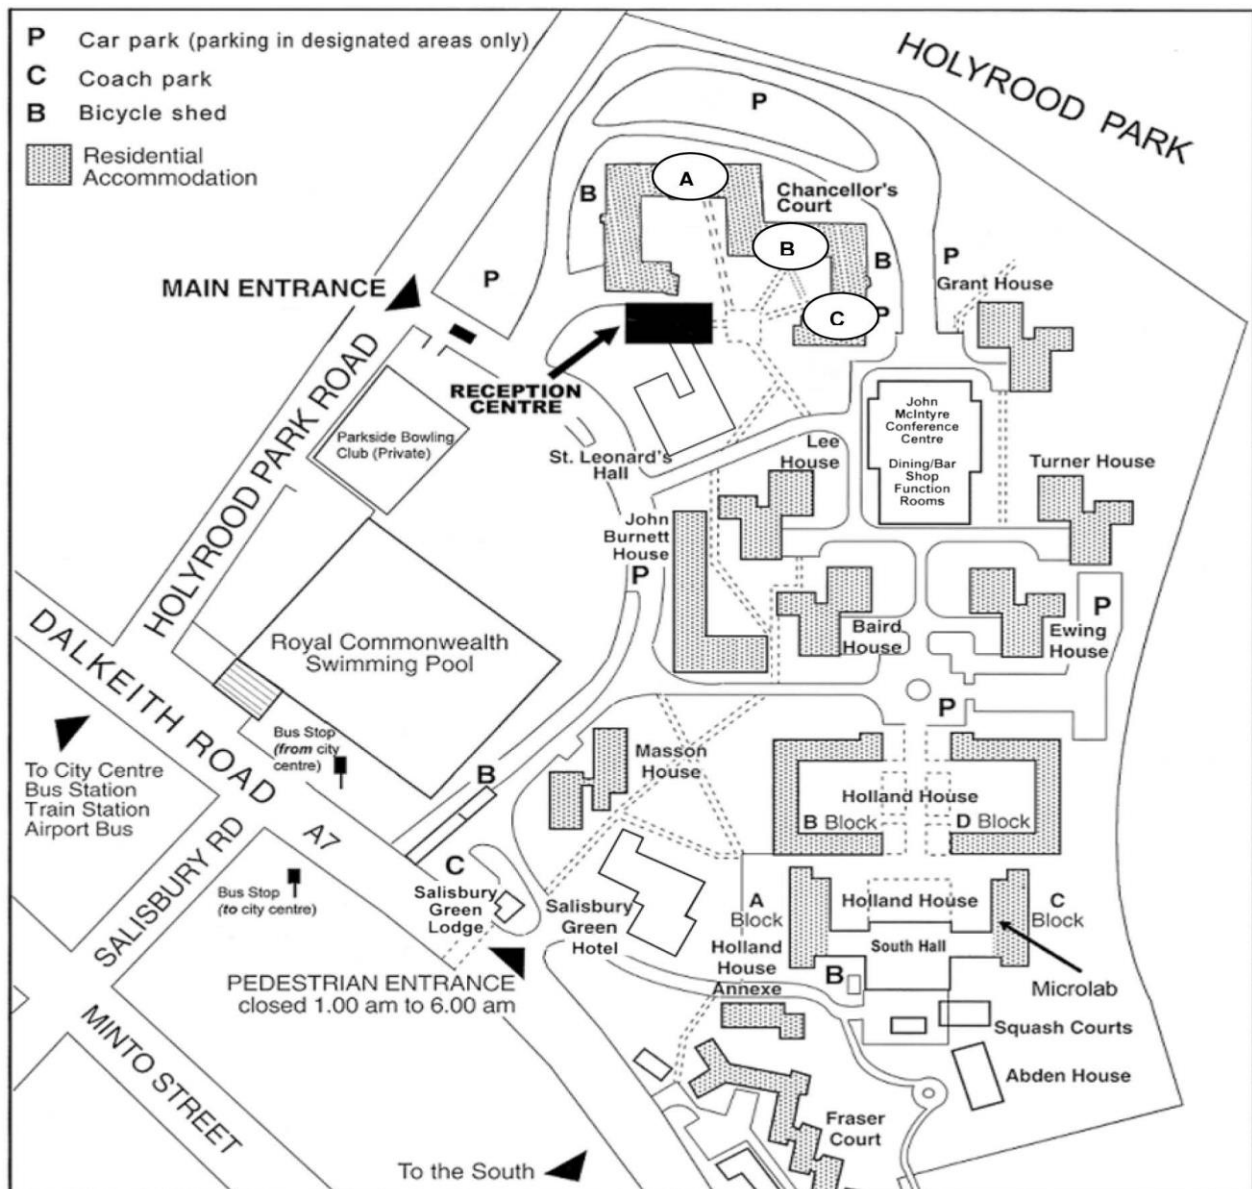 P Car park (parking in designated areas only)
C Coach park
B Bicycle shed
Residential
Accommodation
HOLYROOD PARK
P
A
B
Chancellor's
Court
B
B
P
P
Grant House
MAIN ENTRANCE
C
P
HOLYROOD PARK ROAD
RECEPTION
CENTRE
John
McIntyre
Conference
Centre
Dining/Bar
Shop
Function
Rooms
Parkside Bowling
Club (Private)
St. Leonard's
Hall
Lee
House
Turner House
John
Burnett
House
P
Baird
House
P
Ewing
House
Royal Commonwealth
Swimming Pool
DALKEITH ROAD
A7
P
Bus Stop
(from city
centre)
To City Centre
Bus Station
Train Station
Airport Bus
Masson
House
B
Holland House
B Block
D Block
SALISBURY RD
Bus Stop
(to city centre)
C
Salisbury
Green
Lodge
Salisbury
Green
Hotel
A
Block
Holland House
C
Block
South Hall
Holland
House
Annexe
B
Microlab
PEDESTRIAN ENTRANCE
closed 1.00 am to 6.00 am
Squash Courts
MINTO STREET
Abden House
Fraser
Court
To the South